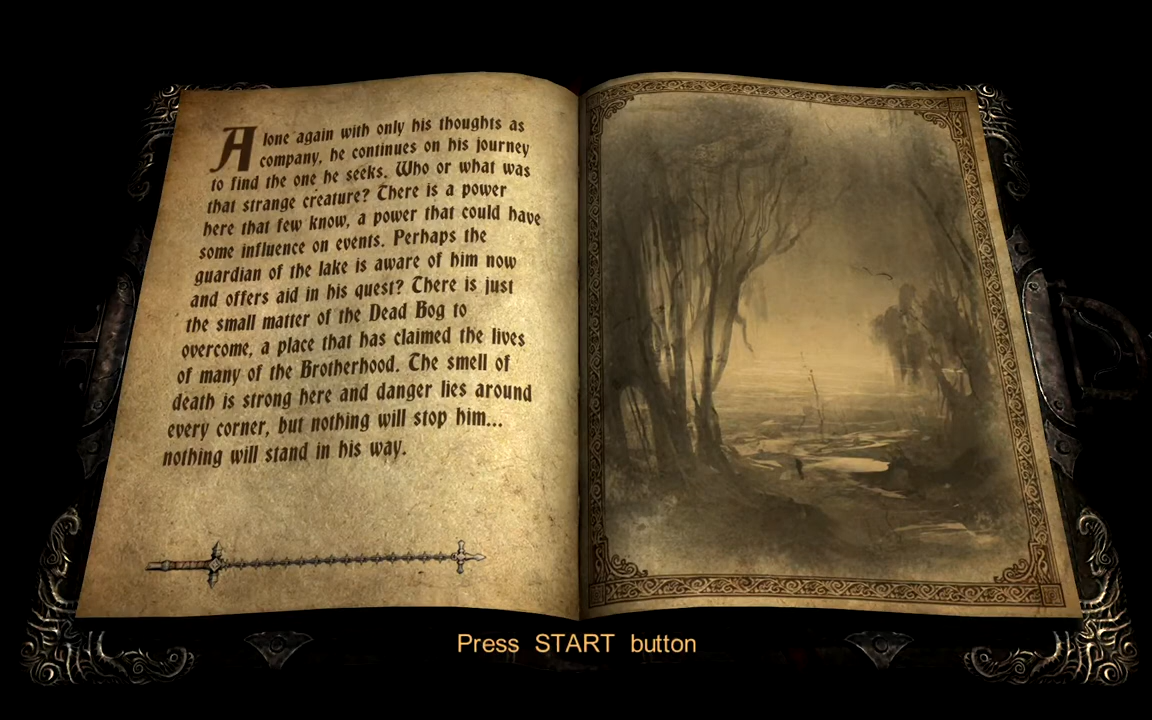 Alone again with only his thoughts as
company, he continues on his journey
to find the one he seeks. Who or what was
that strange creature? There is a power
here that few know, a power that could have
some influence on events. Perhaps the
guardian of the lake is aware of him now
and offers aid in his quest? There is just
the small matter of the Dead Bog to
overcome, a place that has claimed the lives
of many of the Brotherhood. The smell of
death is strong here and danger lies around
every corner, but nothing will stop him...
nothing will stand in his way.
Press START button